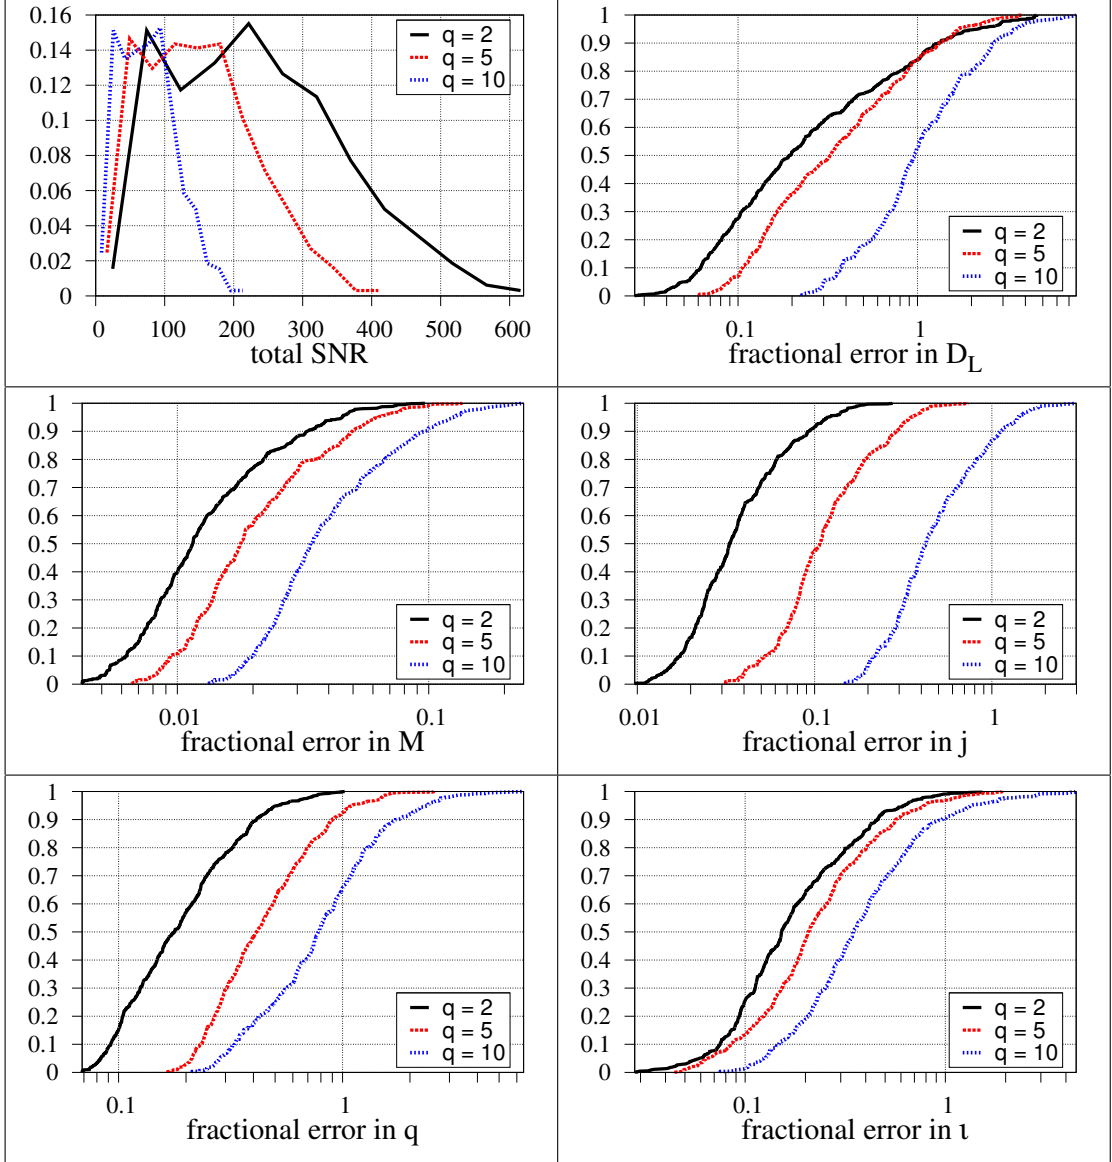 0.16
0.14
0.12
0.1
0.08
0.06
0.04
0.02
0
0 100 200 300 400 500 600
total SNR
q = 2
q = 5
q = 10
1
0.9
0.8
0.7
0.6
0.5
0.4
0.3
0.2
0.1
0
0.1 1
fractional error in D_L
q = 2
q = 5
q = 10
1
0.9
0.8
0.7
0.6
0.5
0.4
0.3
0.2
0.1
0
0.01 0.1
fractional error in M
q = 2
q = 5
q = 10
1
0.9
0.8
0.7
0.6
0.5
0.4
0.3
0.2
0.1
0
0.01 0.1 1
fractional error in j
q = 2
q = 5
q = 10
1
0.9
0.8
0.7
0.6
0.5
0.4
0.3
0.2
0.1
0
0.1 1
fractional error in q
q = 2
q = 5
q = 10
1
0.9
0.8
0.7
0.6
0.5
0.4
0.3
0.2
0.1
0
0.1 1
fractional error in ι
q = 2
q = 5
q = 10